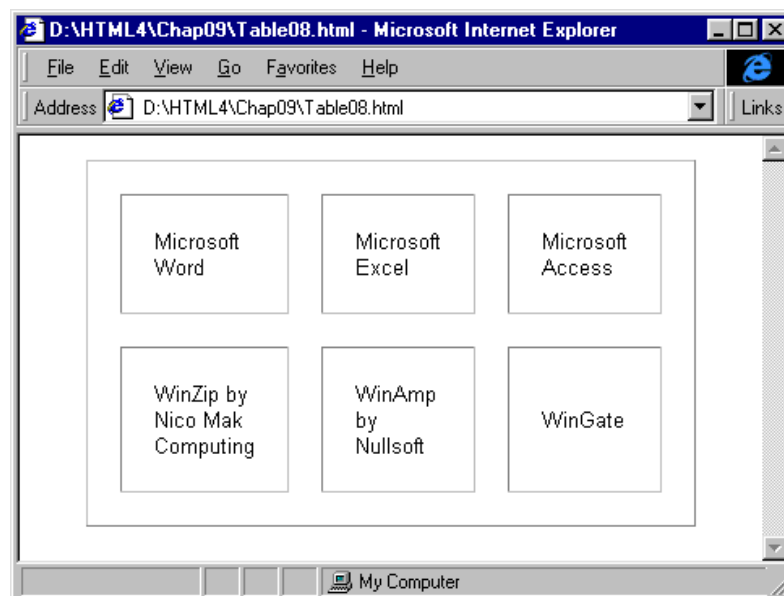 D:\HTML4\Chap09\Table08.html - Microsoft Internet Explorer
File Edit View Go Favorites Help
Address D:\HTML4\Chap09\Table08.html Links
Microsoft
Word
Microsoft
Excel
Microsoft
Access
WinZip by
Nico Mak
Computing
WinAmp
by
Nullsoft
WinGate
My Computer